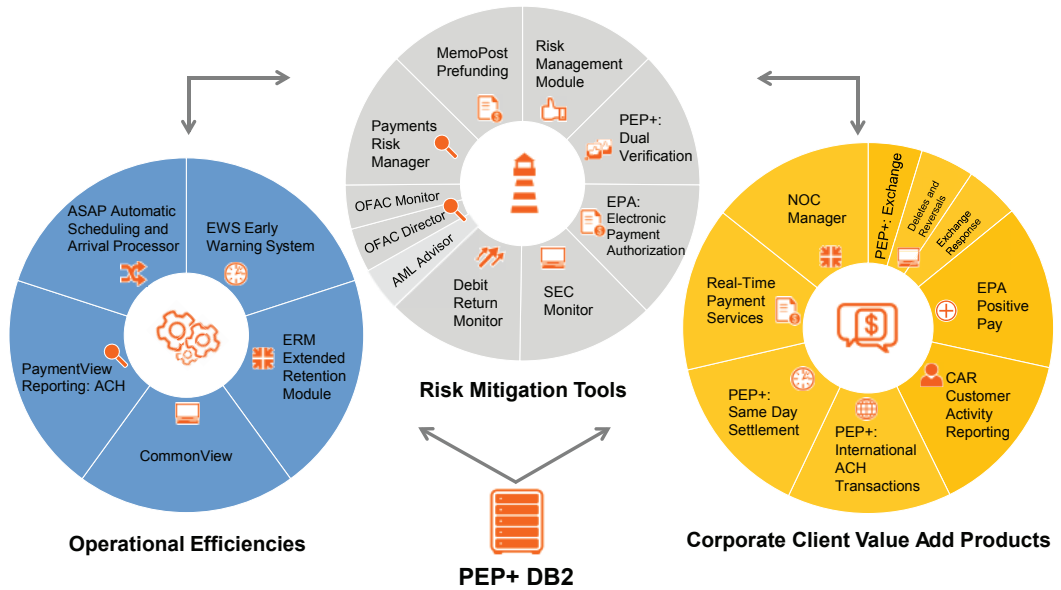 MemoPost
Prefunding
Risk
Management
Module
Payments
Risk
Manager
PEP+:
Dual
Verification
OFAC Monitor
OFAC Director
AML Advisor
EPA:
Electronic
Payment
Authorization
Debit
Return
Monitor
SEC
Monitor
Risk Mitigation Tools
ASAP Automatic
Scheduling and
Arrival Processor
EWS Early
Warning System
PaymentView
Reporting: ACH
ERM
Extended
Retention
Module
CommonView
Operational Efficiencies
NOC
Manager
PEP+: Exchange
Deletes and
Reversals
Exchange
Response
Real-Time
Payment
Services
$
EPA
Positive
Pay
PEP+:
Same Day
Settlement
CAR
Customer
Activity
Reporting
PEP+:
International
ACH
Transactions
Corporate Client Value Add Products
PEP+ DB2